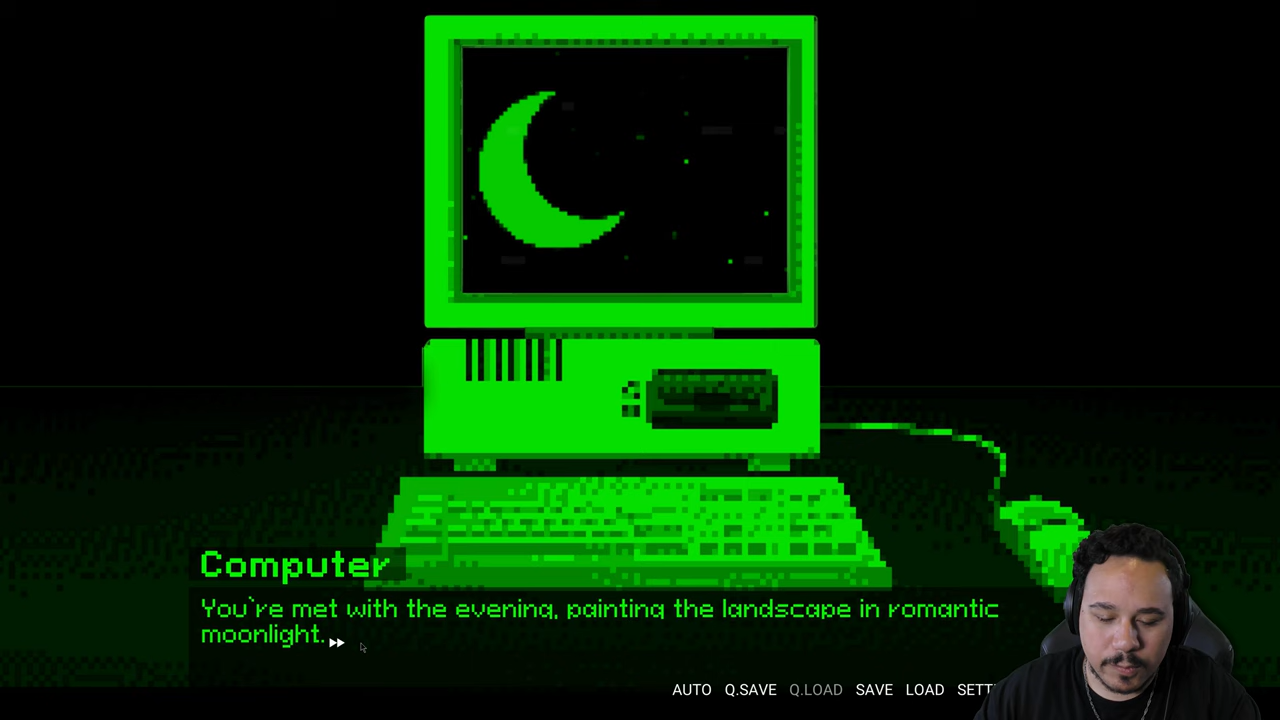 Computer
You`re met with the evening, painting the landscape in romantic
moonlight.
AUTO Q.SAVE Q.LOAD SAVE LOAD